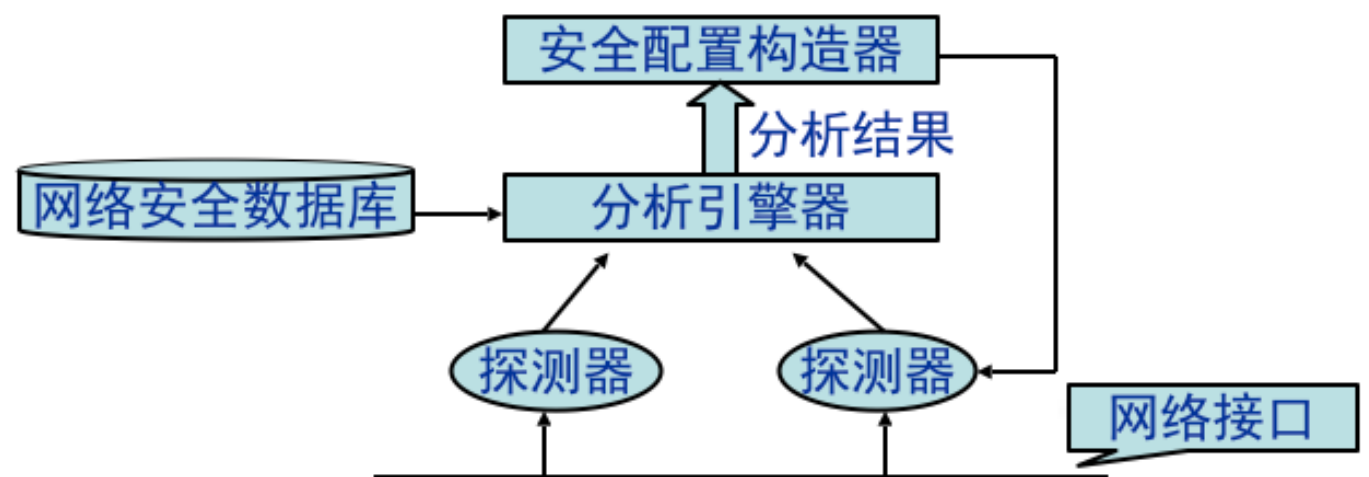 安全配置构造器
分析结果
网络安全数据库
分析引擎器
探测器
探测器
网络接口